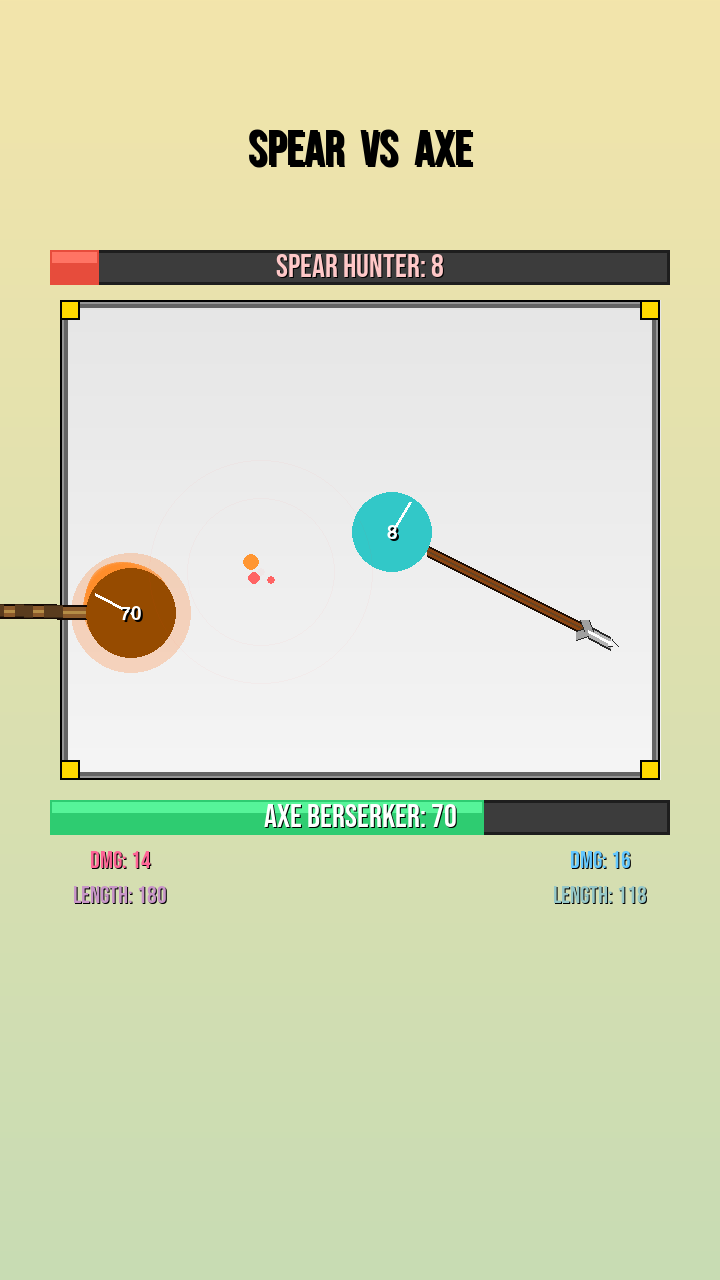 SPEAR VS AXE
SPEAR HUNTER: 8
8
70
AXE BERSERKER: 70
DMG: 14
DMG: 16
LENGTH: 180
LENGTH: 118